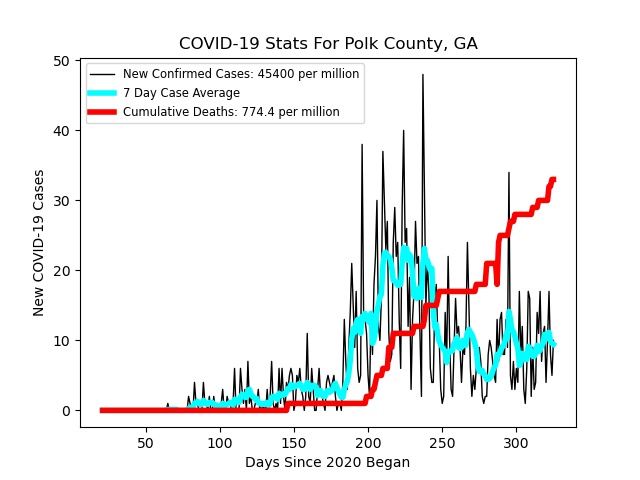 COVID-19 Stats For Polk County, GA
New Confirmed Cases: 45400 per million
7 Day Case Average
Cumulative Deaths: 774.4 per million
New COVID-19 Cases
50
40
30
20
10
0
50 100 150 200 250 300
Days Since 2020 Began